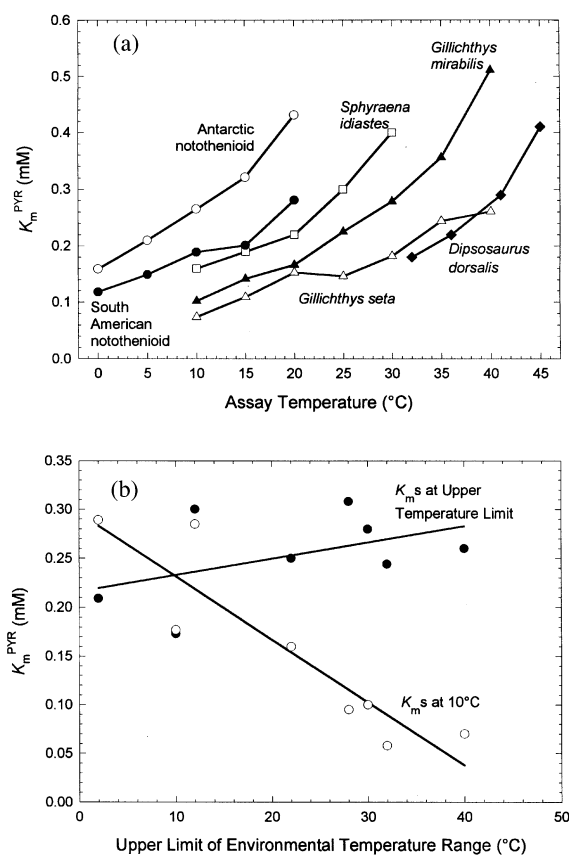 (a)
0.6
0.5
0.4
0.3
0.2
0.1
0.0
K_m^PYR (mM)
Gillichthys
mirabilis
Sphyraena
idiastes
Antarctic
notothenioid
Dipsosaurus
dorsalis
Gillichthys seta
South
American
notothenioid
0 5 10 15 20 25 30 35 40 45
Assay Temperature (°C)
(b)
0.35
0.30
0.25
0.20
0.15
0.10
0.05
0.00
K_m^PYR (mM)
K_ms at Upper
Temperature Limit
K_ms at 10°C
0 10 20 30 40 50
Upper Limit of Environmental Temperature Range (°C)